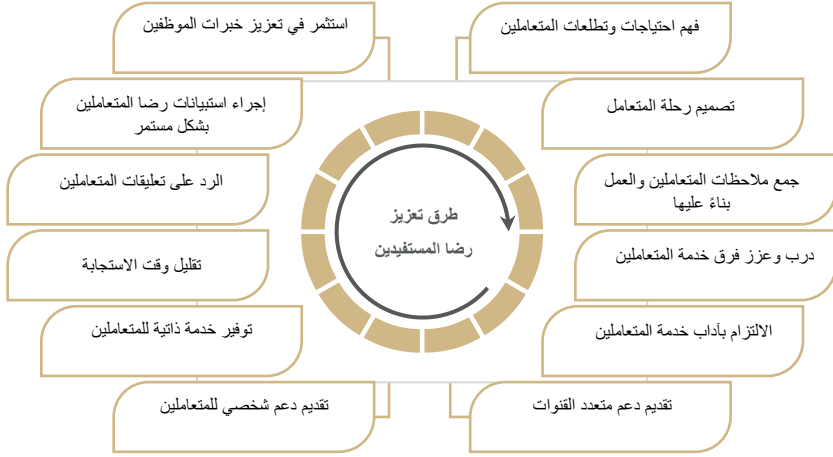 طرق تعزيز
رضا المستفيدين
فهم احتياجات وتطلعات المتعاملين
تصميم رحلة المتعامل
جمع ملاحظات المتعاملين والعمل
بناءً عليها
درب وعزز فرق خدمة المتعاملين
الالتزام بآداب خدمة المتعاملين
تقديم دعم متعدد القنوات
تقديم دعم شخصي للمتعاملين
توفير خدمة ذاتية للمتعاملين
تقليل وقت الاستجابة
الرد على تعليقات المتعاملين
إجراء استبيانات رضا المتعاملين
بشكل مستمر
استثمر في تعزيز خبرات الموظفين